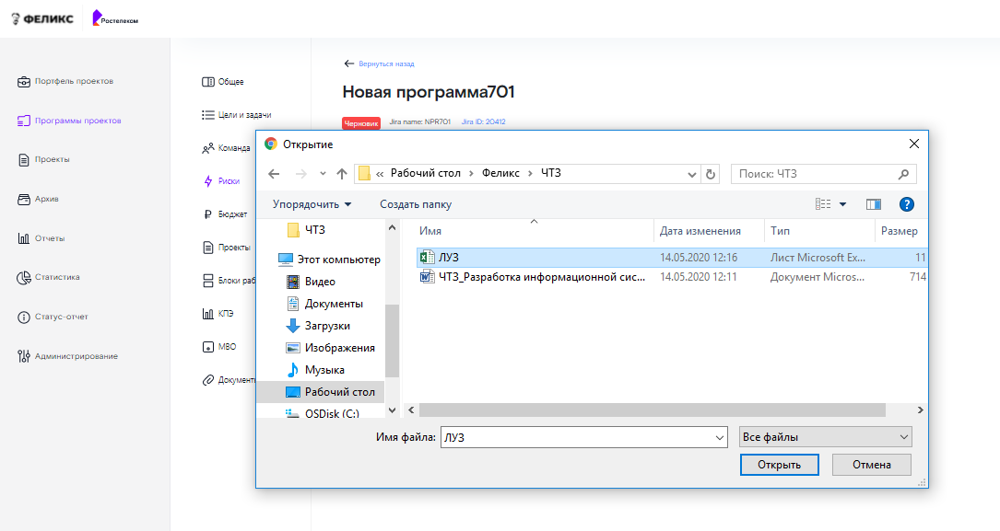 ФЕЛИКС
Ростелеком
Портфель проектов
Программы проектов
Проекты
Архив
Отчеты
Статистика
Статус-отчет
Администрирование
Общее
Цели и задачи
Команда
Риски
Бюджет
Проекты
Блоки раб
КПЭ
МВО
Документ
Вернуться назад
Новая программа701
Черновик Jira name: NPR701 Jira ID: 20412
Открытие
« Рабочий стол › Феликс › ЧТЗ
Поиск: ЧТЗ
Упорядочить Создать папку
ЧТЗ
Этот компьютер
Видео
Документы
Загрузки
Изображения
Музыка
Рабочий стол
OSDisk (C:)
Имя Дата изменения Тип Размер
ЛУЗ 14.05.2020 12:16 Лист Microsoft Ex... 11
ЧТЗ_Разработка информационной сис... 14.05.2020 12:11 Документ Micros... 714
Имя файла: ЛУЗ Все файлы
Открыть Отмена